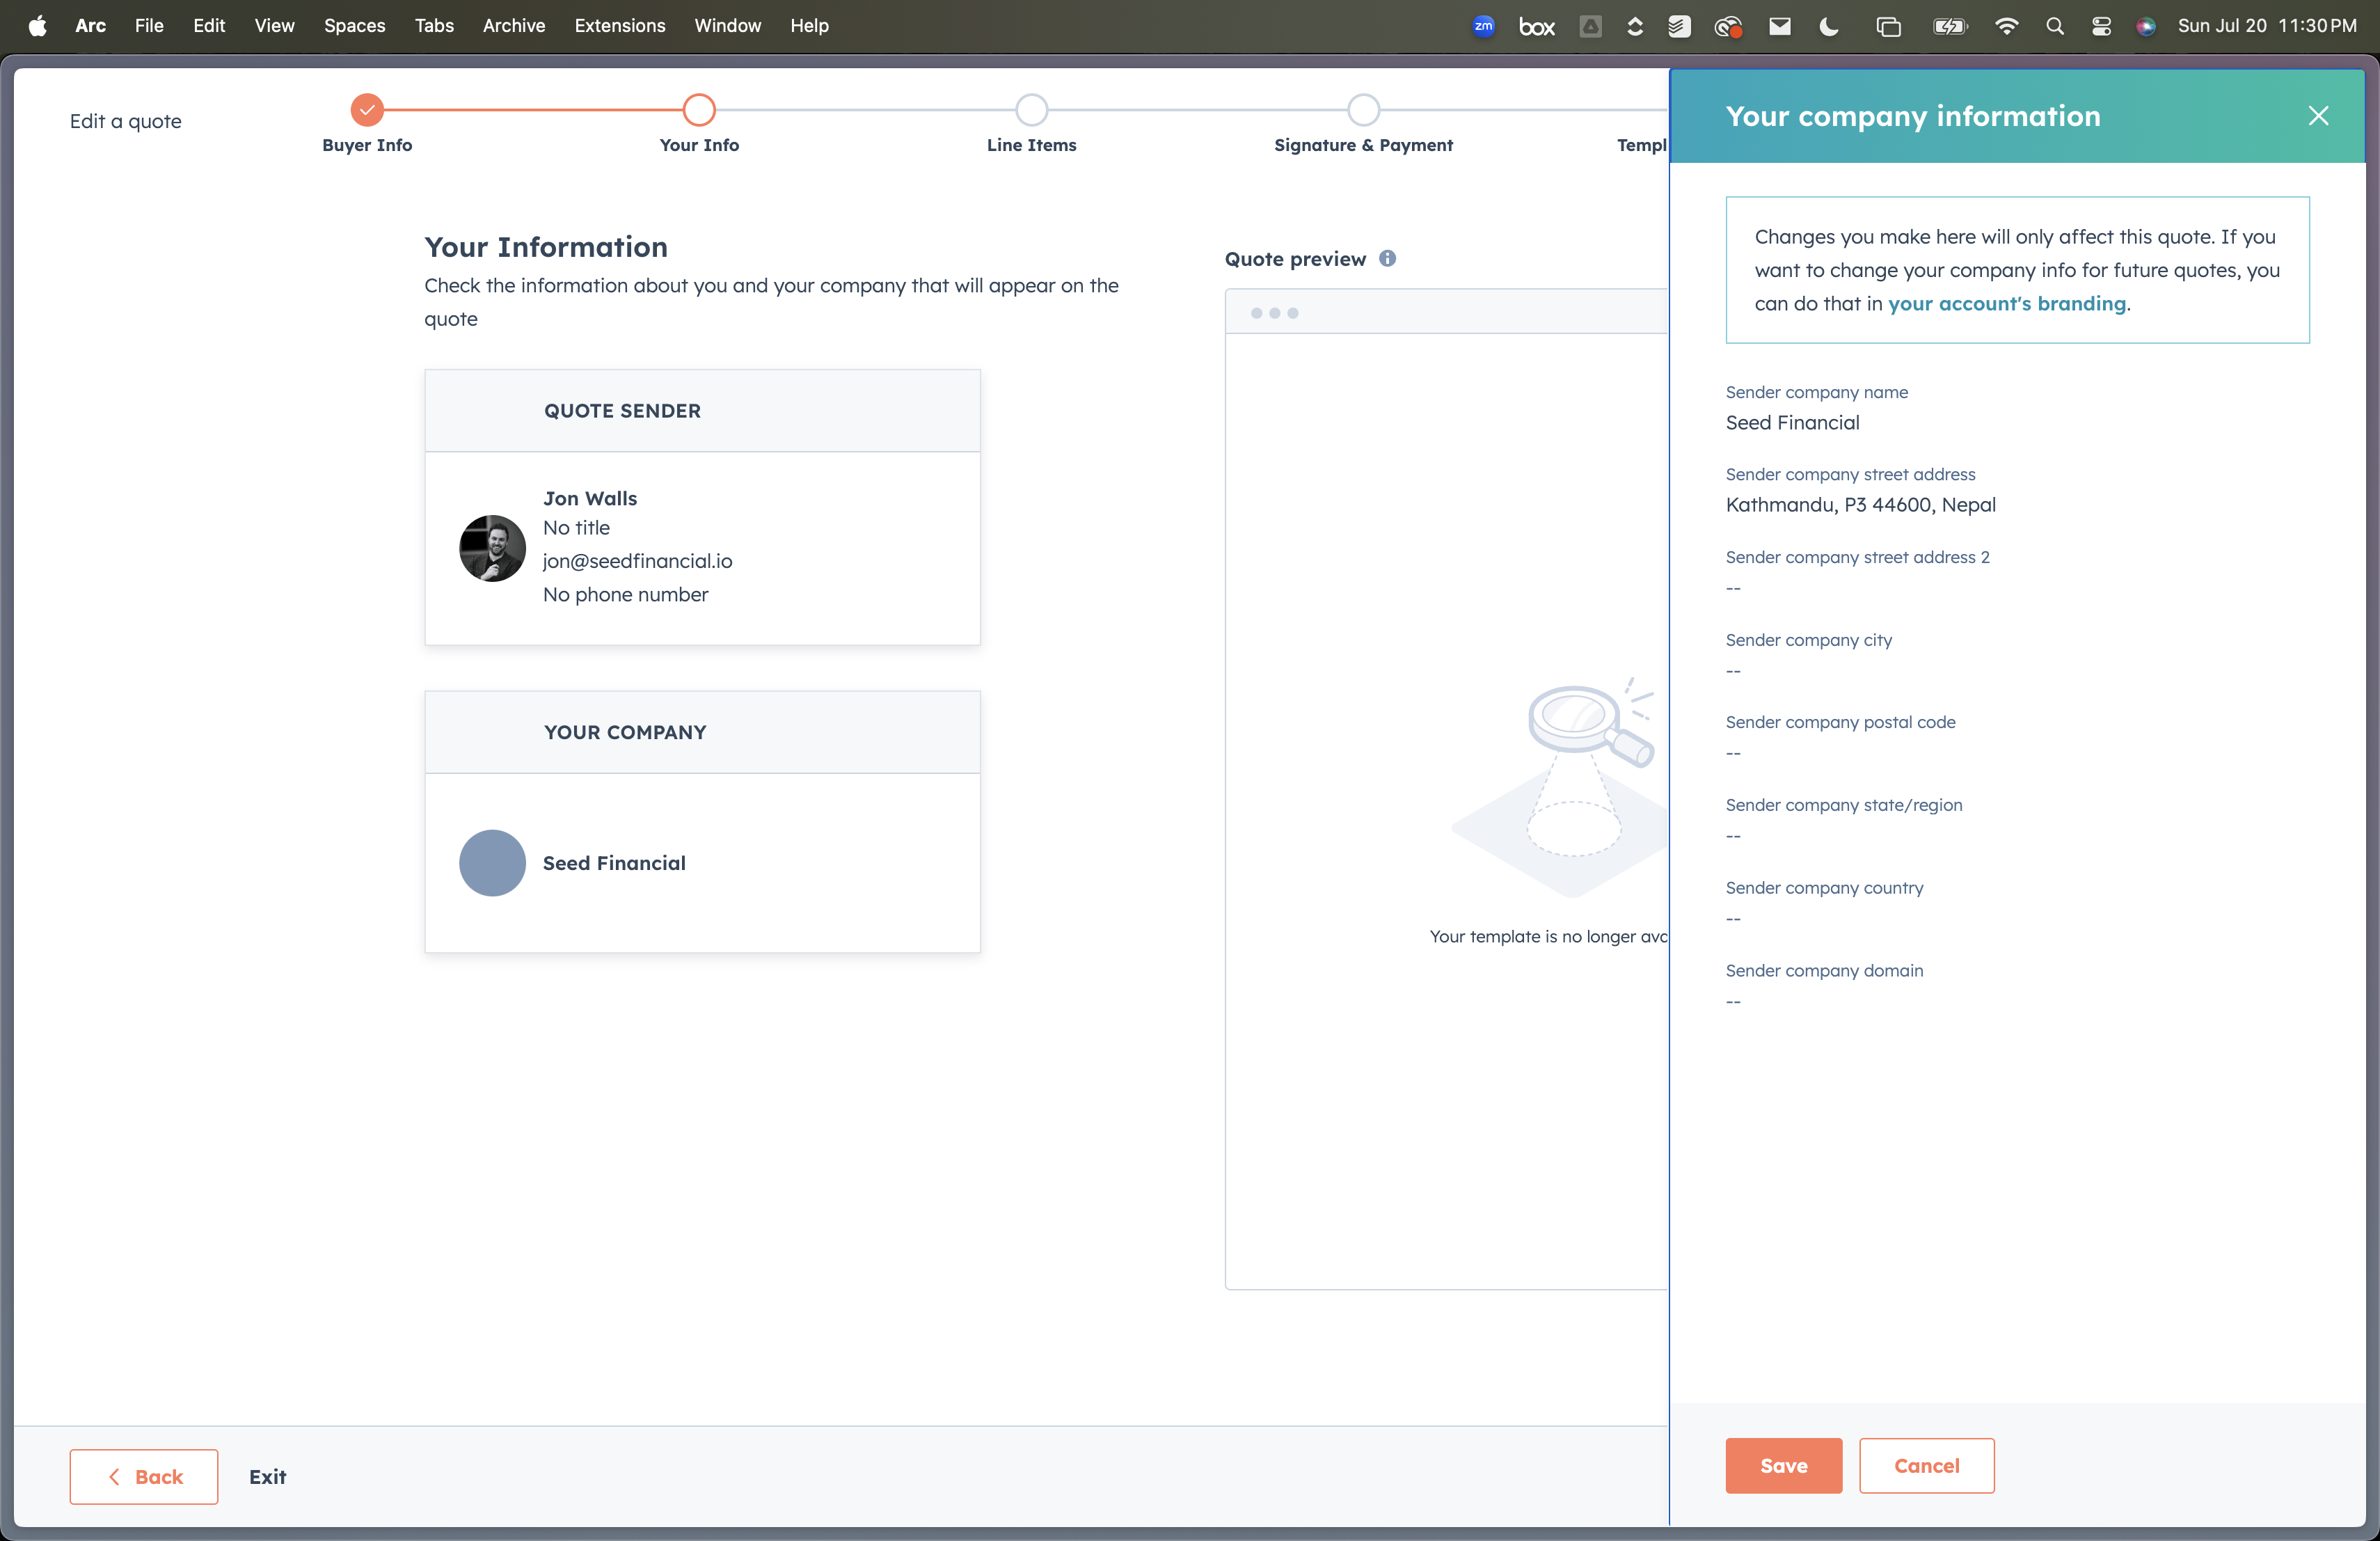 Arc File Edit View Spaces Tabs Archive Extensions Window Help
zm box Sun Jul 20 11:30 PM
Edit a quote
Buyer Info
Your Info
Line Items
Signature & Payment
Templ
Your Information
Check the information about you and your company that will appear on the
quote
QUOTE SENDER
Jon Walls
No title
jon@seedfinancial.io
No phone number
YOUR COMPANY
Seed Financial
Quote preview
Your template is no longer ava
Back
Exit
Your company information
Changes you make here will only affect this quote. If you
want to change your company info for future quotes, you
can do that in your account's branding.
Sender company name
Seed Financial
Sender company street address
Kathmandu, P3 44600, Nepal
Sender company street address 2
--
Sender company city
--
Sender company postal code
--
Sender company state/region
--
Sender company country
--
Sender company domain
--
Save
Cancel